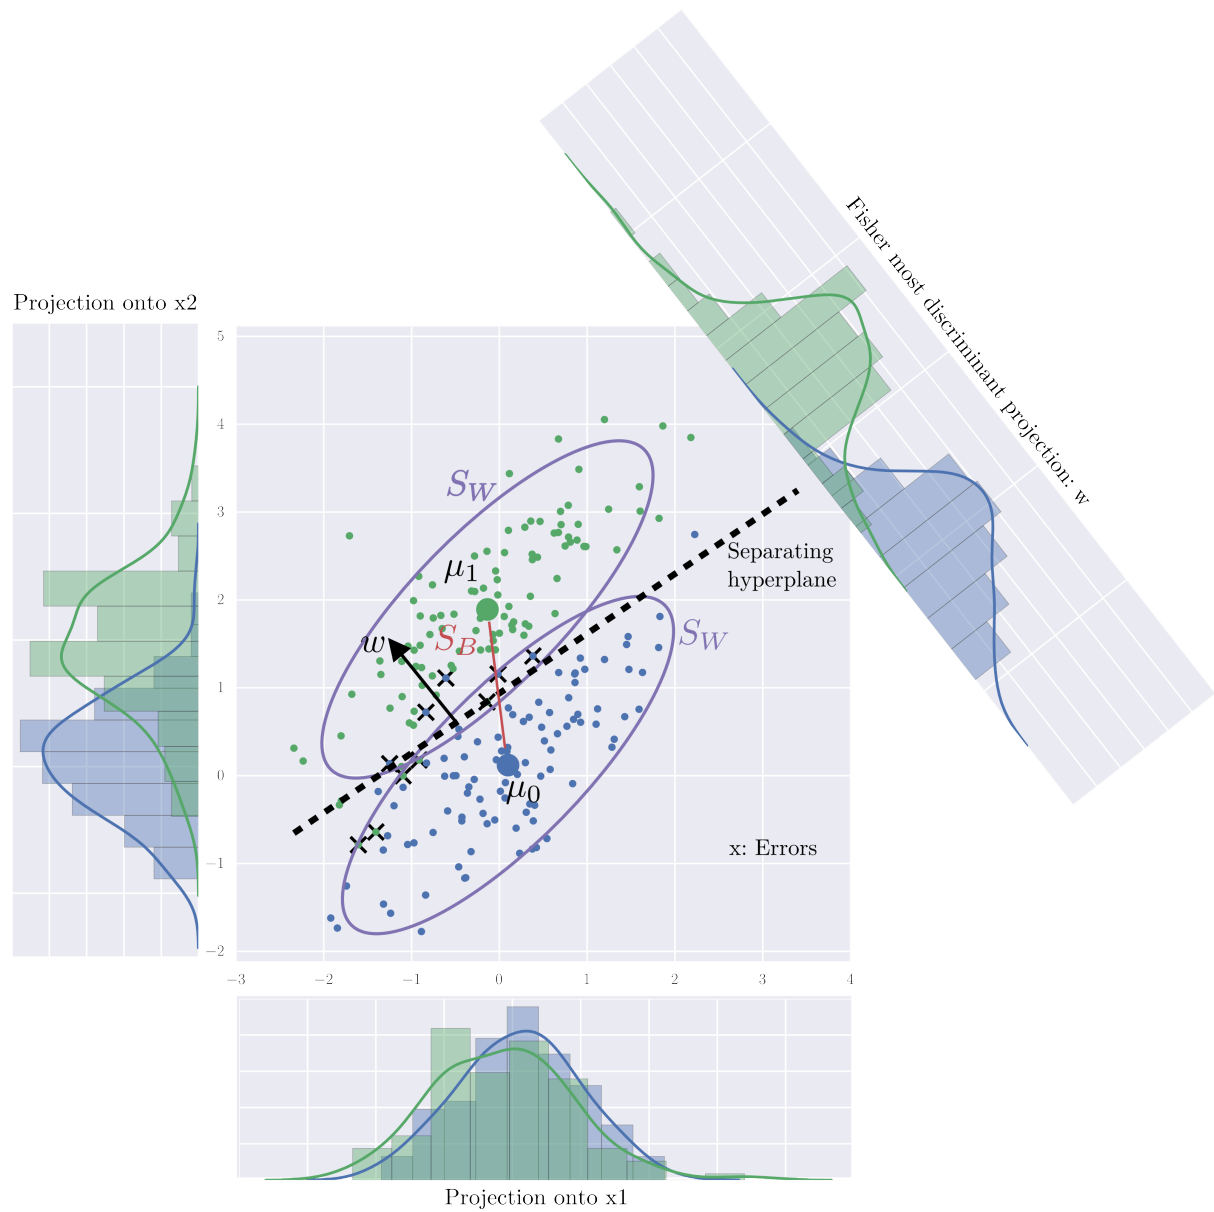 Fisher most discriminant projection: w
Projection onto x2
5
4
3
2
1
0
−1
−2
S_W
μ_1
Separating
hyperplane
w
S_B
S_W
μ_0
x: Errors
−3 −2 −1 0 1 2 3 4
Projection onto x1